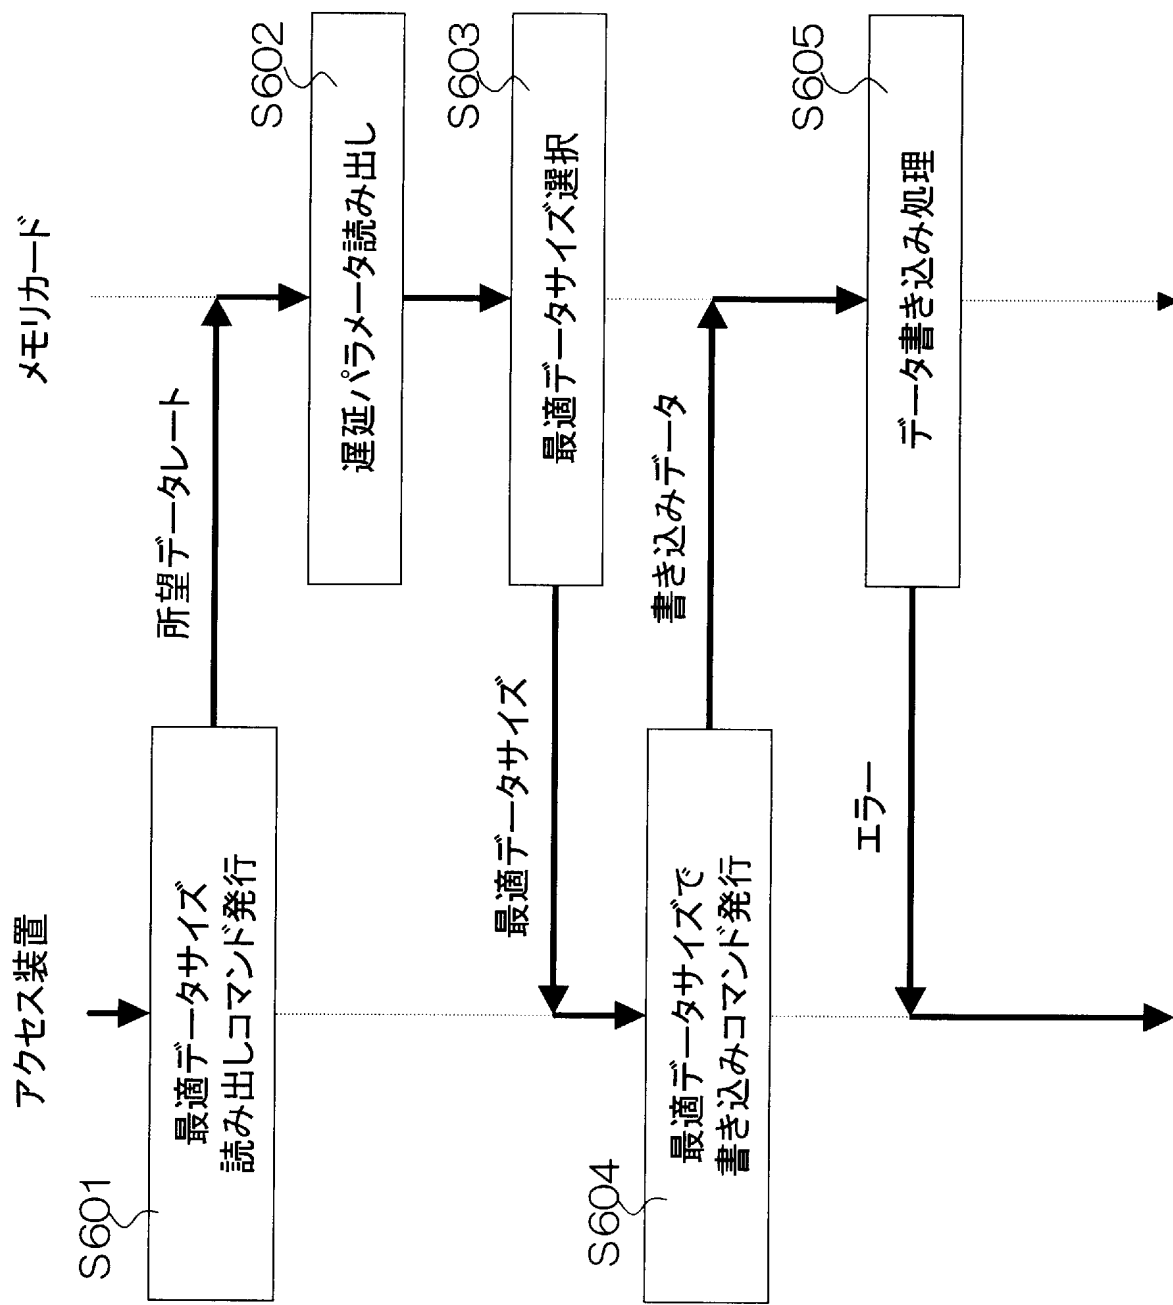 アクセス装置
メモリカード
S601
最適データサイズ
読み出しコマンド発行
所望データレート
S602
遅延パラメータ読み出し
S603
最適データサイズ選択
最適データサイズ
S604
最適データサイズで
書き込みコマンド発行
書き込みデータ
S605
データ書き込み処理
エラー